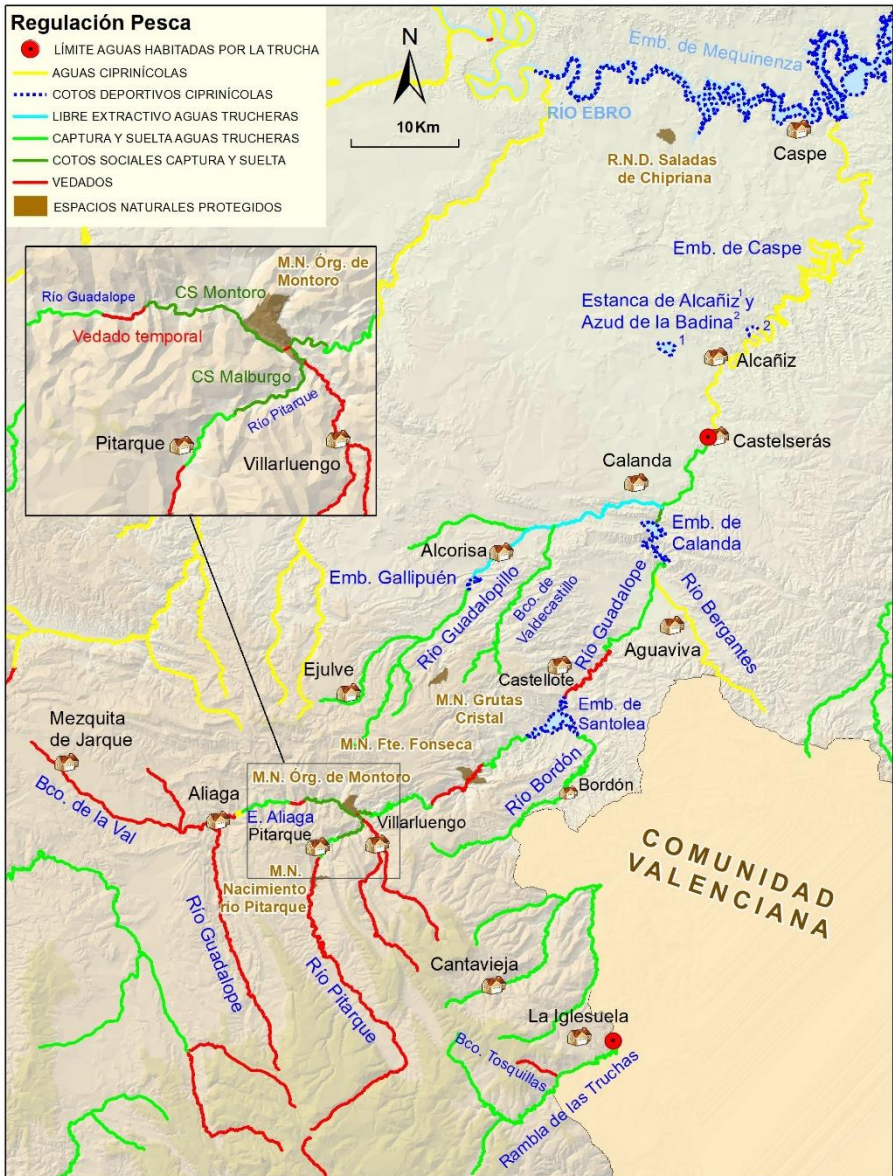 Regulación Pesca
LÍMITE AGUAS HABITADAS POR LA TRUCHA
AGUAS CIPRINÍCOLAS
COTOS DEPORTIVOS CIPRINÍCOLAS
LIBRE EXTRACTIVO AGUAS TRUCHERAS
CAPTURA Y SUELTA AGUAS TRUCHERAS
COTOS SOCIALES CAPTURA Y SUELTA
VEDADOS
ESPACIOS NATURALES PROTEGIDOS
N
10 Km
Emb. de Mequinenza
RÍO EBRO
Caspe
R.N.D. Saladas
de Chipriana
Emb. de Caspe
Estanca de Alcañiz¹ y
Azud de la Badina²
1
2
Alcañiz
Castelserás
Calanda
M.N. Órg. de
Montoro
Río Guadalope
CS Montoro
Vedado temporal
CS Malburgo
Río Pitarque
Pitarque
Villarluengo
Emb. de
Calanda
Alcorisa
Emb. Gallipuén
Río Guadalopillo
Bco. de
Valdecastillo
Río Guadalope
Río Bergantes
Aguaviva
Ejulve
Castellote
M.N. Grutas
Cristal
Emb. de
Santolea
Mezquita
de Jarque
M.N. Fte. Fonseca
M.N. Órg. de Montoro
Río Bordón
Bordón
Aliaga
Bco. de la Val
E. Aliaga
Pitarque
Villarluengo
M.N.
Nacimiento
río Pitarque
COMUNIDAD
VALENCIANA
Río Guadalope
Río Pitarque
Cantavieja
La Iglesuela
Bco. Tosquillas
Rambla de las Truchas